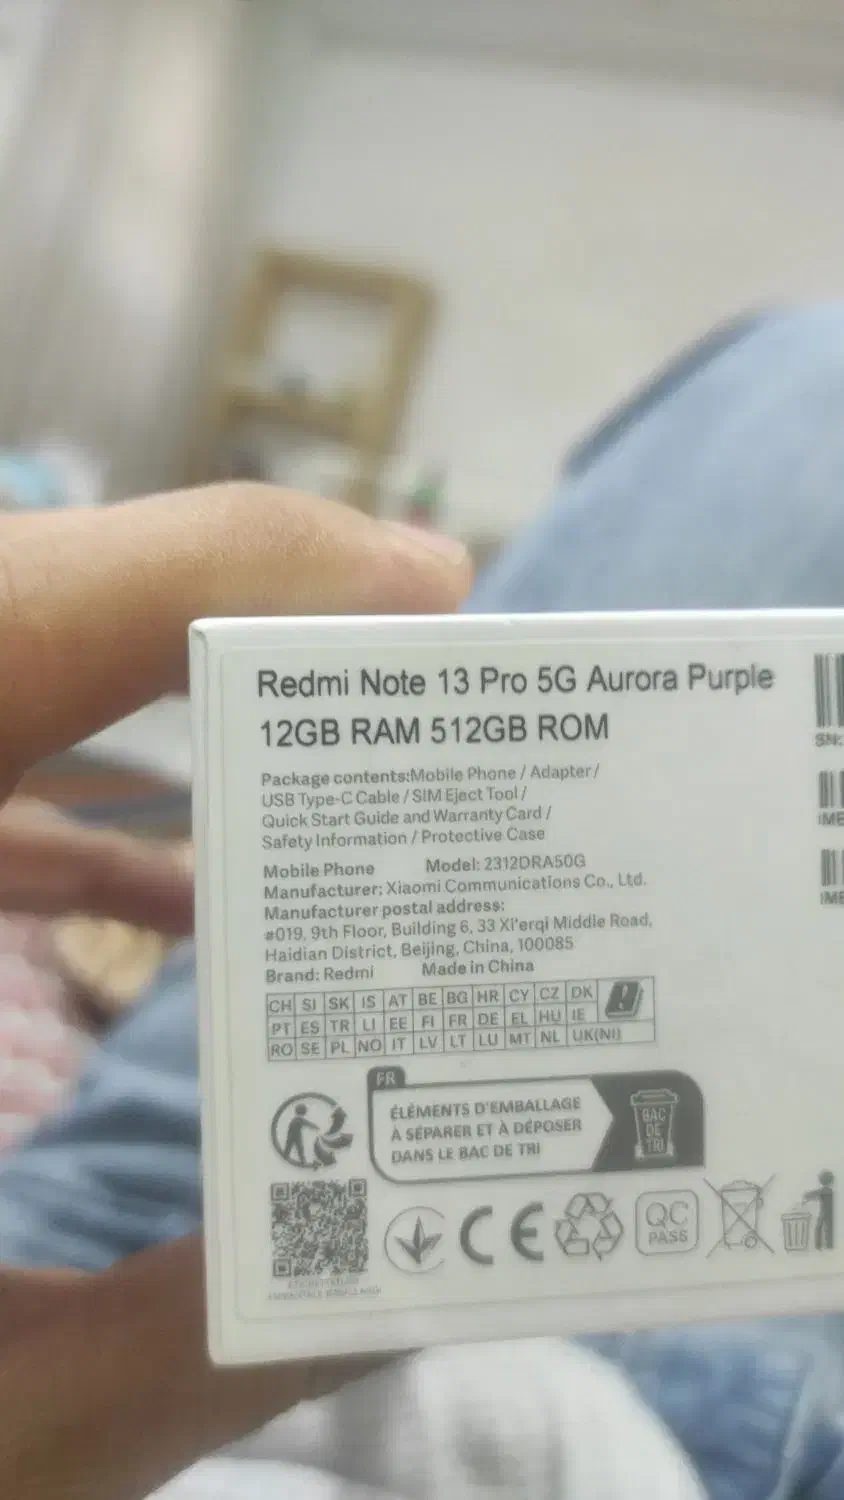 Redmi Note 13 Pro 5G Aurora Purple
12GB RAM 512GB ROM
Package contents:Mobile Phone / Adapter /
USB Type-C Cable / SIM Eject Tool /
Quick Start Guide and Warranty Card /
Safety Information / Protective Case
Mobile Phone Model: 2312DRA50G
Manufacturer: Xiaomi Communications Co., Ltd.
Manufacturer postal address:
#019, 9th Floor, Building 6, 33 Xi'erqi Middle Road,
Haidian District, Beijing, China, 100085
Brand: Redmi Made in China
CH SI SK IS AT BE BG HR CY CZ DK
PT ES TR LI EE FI FR DE EL HU IE
RO SE PL NO IT LV LT LU MT NL UK(NI)
FR
ÉLÉMENTS D'EMBALLAGE
À SÉPARER ET À DÉPOSER
DANS LE BAC DE TRI
BAC
DE
TRI
CE
QC
PASS
SN:
IME
IME